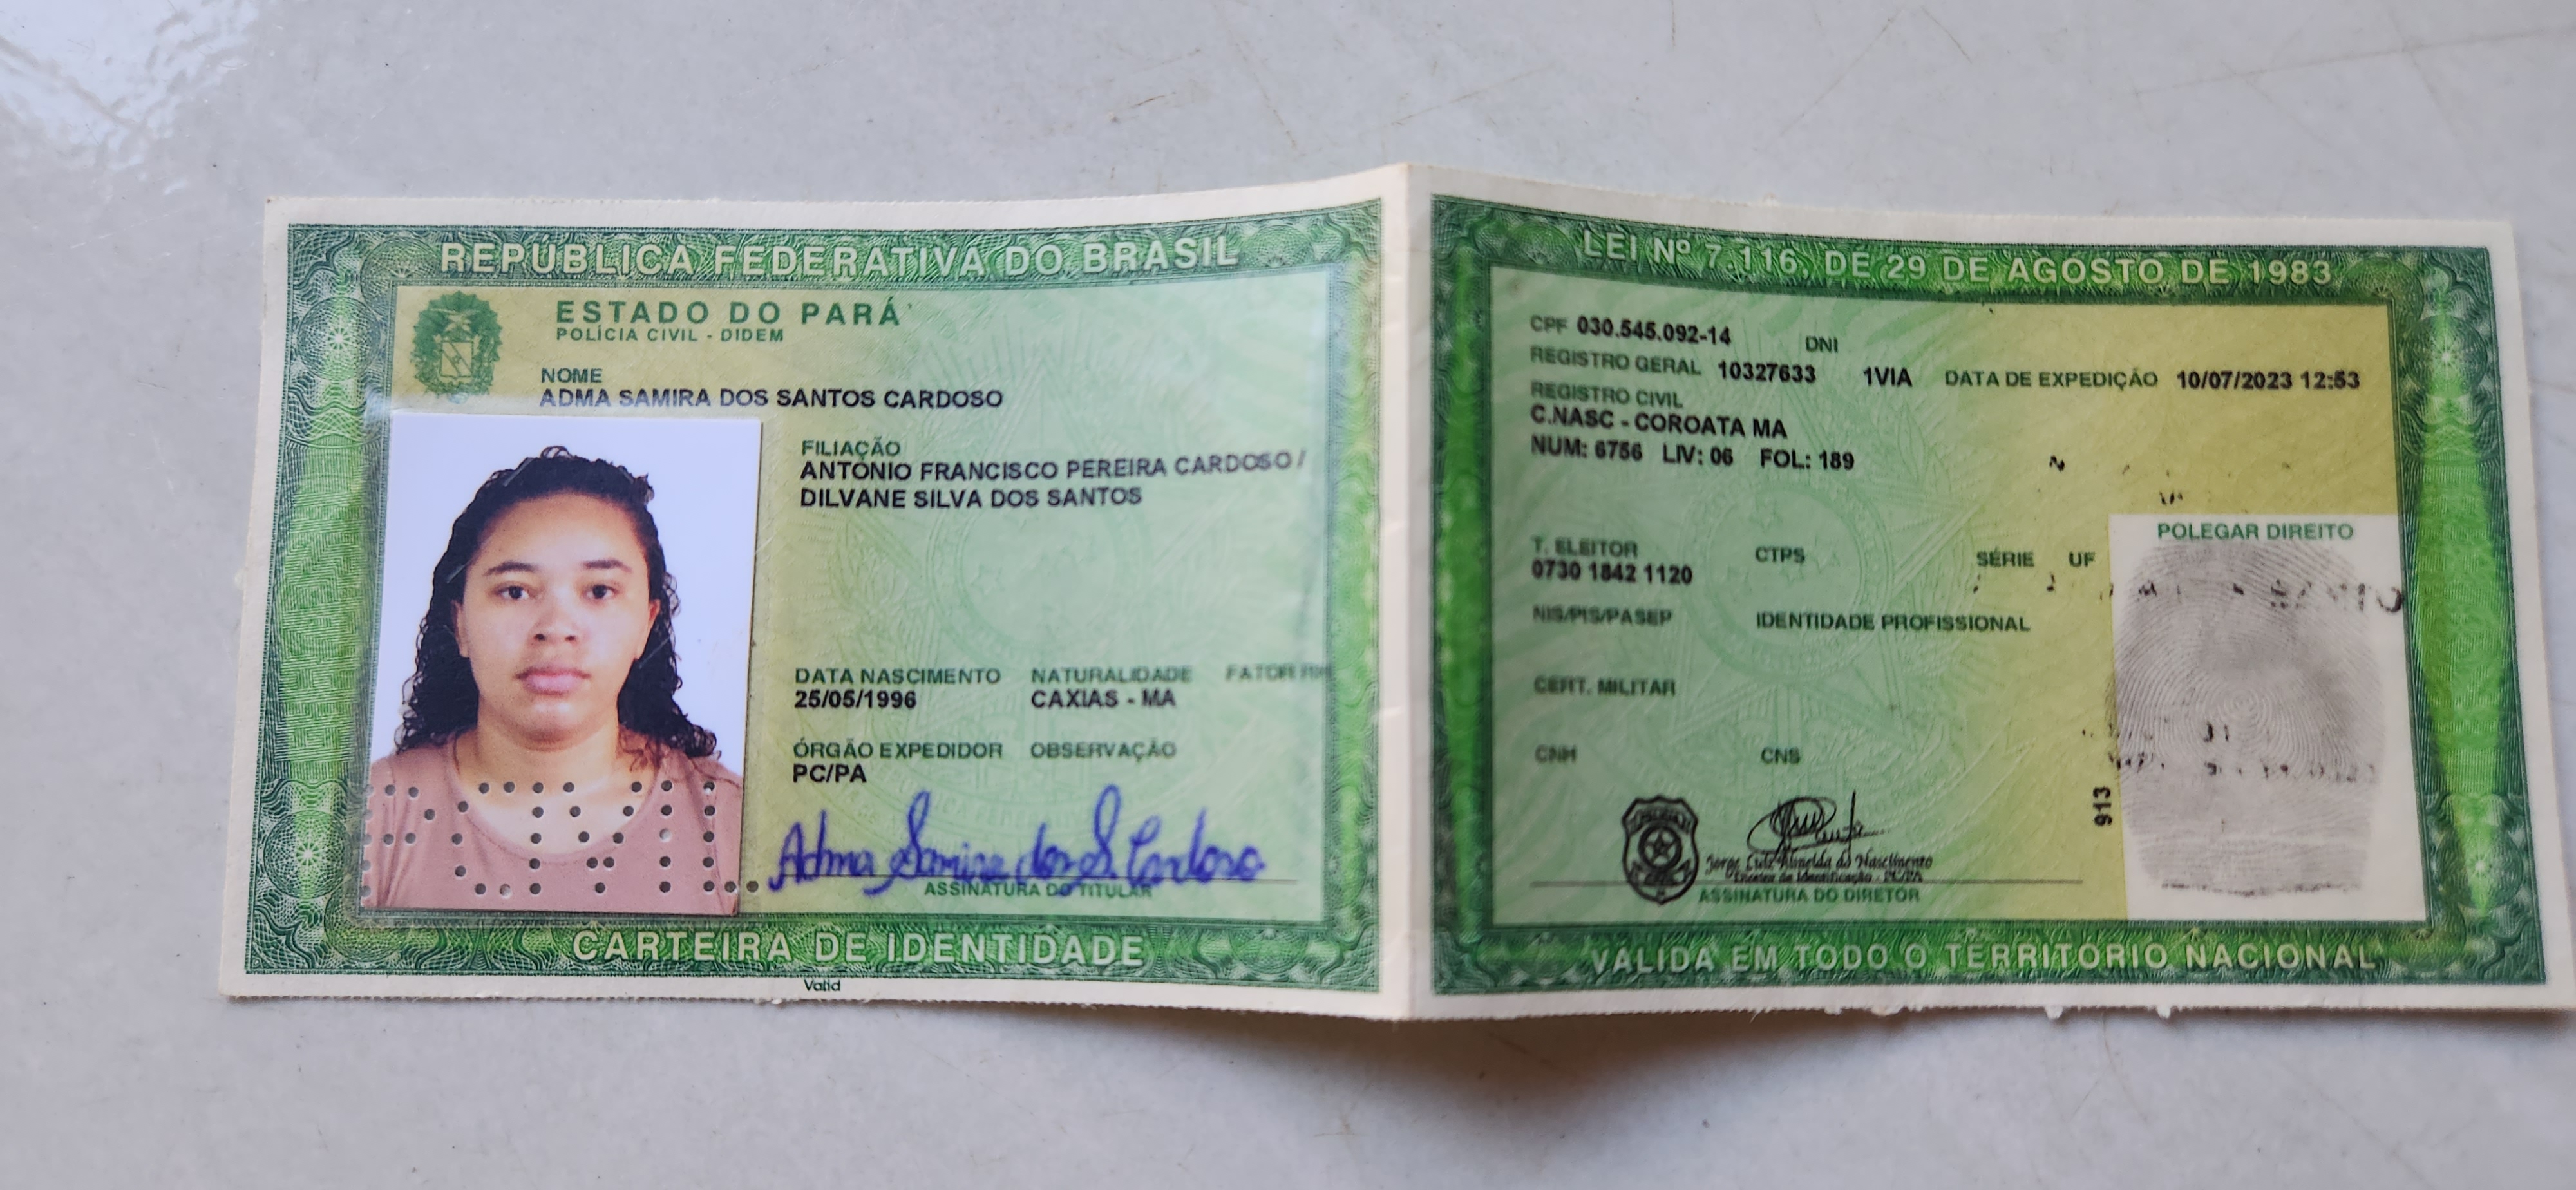 REPÚBLICA FEDERATIVA DO BRASIL
ESTADO DO PARÁ
POLÍCIA CIVIL - DIDEM
NOME
ADMA SAMIRA DOS SANTOS CARDOSO
FILIAÇÃO
ANTONIO FRANCISCO PEREIRA CARDOSO /
DILVANE SILVA DOS SANTOS
DATA NASCIMENTO NATURALIDADE FATOR RH
25/05/1996 CAXIAS - MA
ÓRGÃO EXPEDIDOR OBSERVAÇÃO
PC/PA
Adma Samira dos S Cardoso
ASSINATURA DO TITULAR
CARTEIRA DE IDENTIDADE
Valid
LEI Nº 7.116 DE 29 DE AGOSTO DE 1983
CPF 030.545.092-14 DNI
REGISTRO GERAL 10327633 1VIA DATA DE EXPEDIÇÃO 10/07/2023 12:53
REGISTRO CIVIL
C.NASC - COROATA MA
NUM: 6756 LIV: 06 FOL: 189
T. ELEITOR CTPS SÉRIE UF
0730 1842 1120
NIS/PIS/PASEP IDENTIDADE PROFISSIONAL
CERT. MILITAR
CNH CNS
POLEGAR DIREITO
913
ASSINATURA DO DIRETOR
VÁLIDA EM TODO O TERRITÓRIO NACIONAL